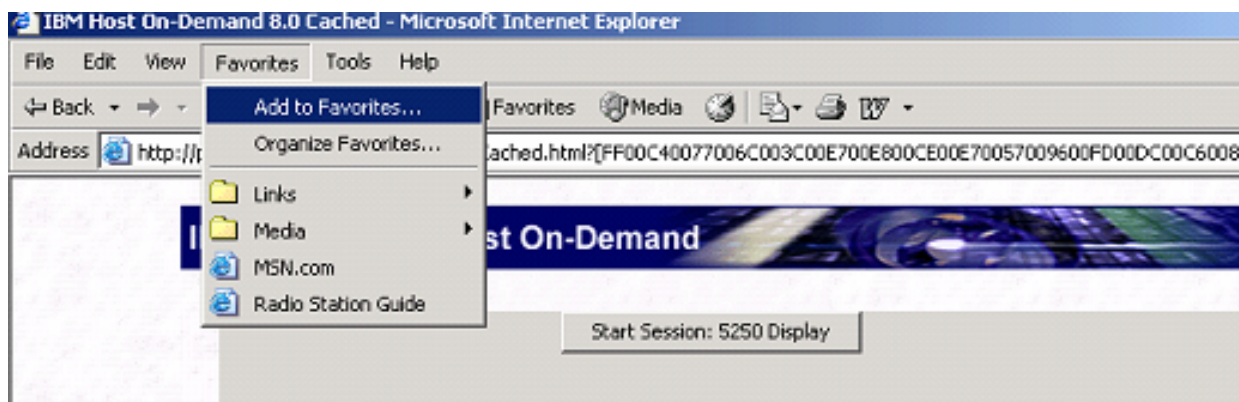 IBM Host On-Demand 8.0 Cached - Microsoft Internet Explorer
File Edit View Favorites Tools Help
Back Favorites Media
Add to Favorites...
Address http:// ached.html?[FF00C40077006C003C00E700E800CE00E70057009600FD00DC00C6008
Organize Favorites...
Links
Media
st On-Demand
MSN.com
Radio Station Guide
Start Session: 5250 Display